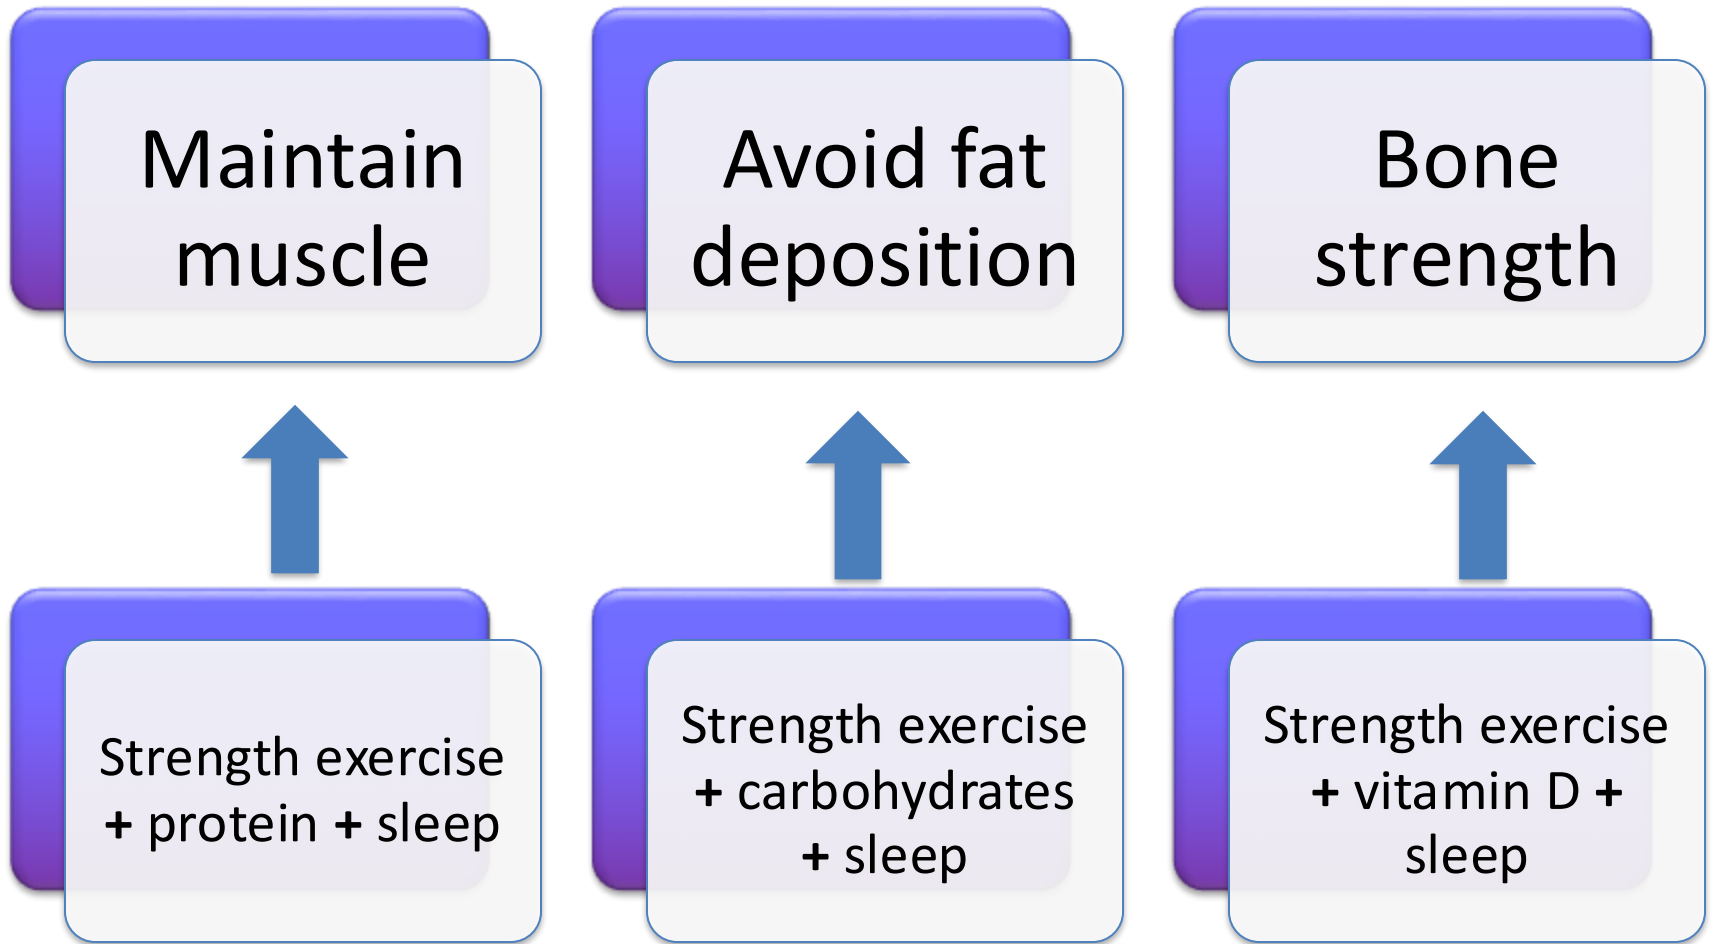 Maintain
muscle
Avoid fat
deposition
Bone
strength
Strength exercise
+ protein + sleep
Strength exercise
+ carbohydrates
+ sleep
Strength exercise
+ vitamin D +
sleep